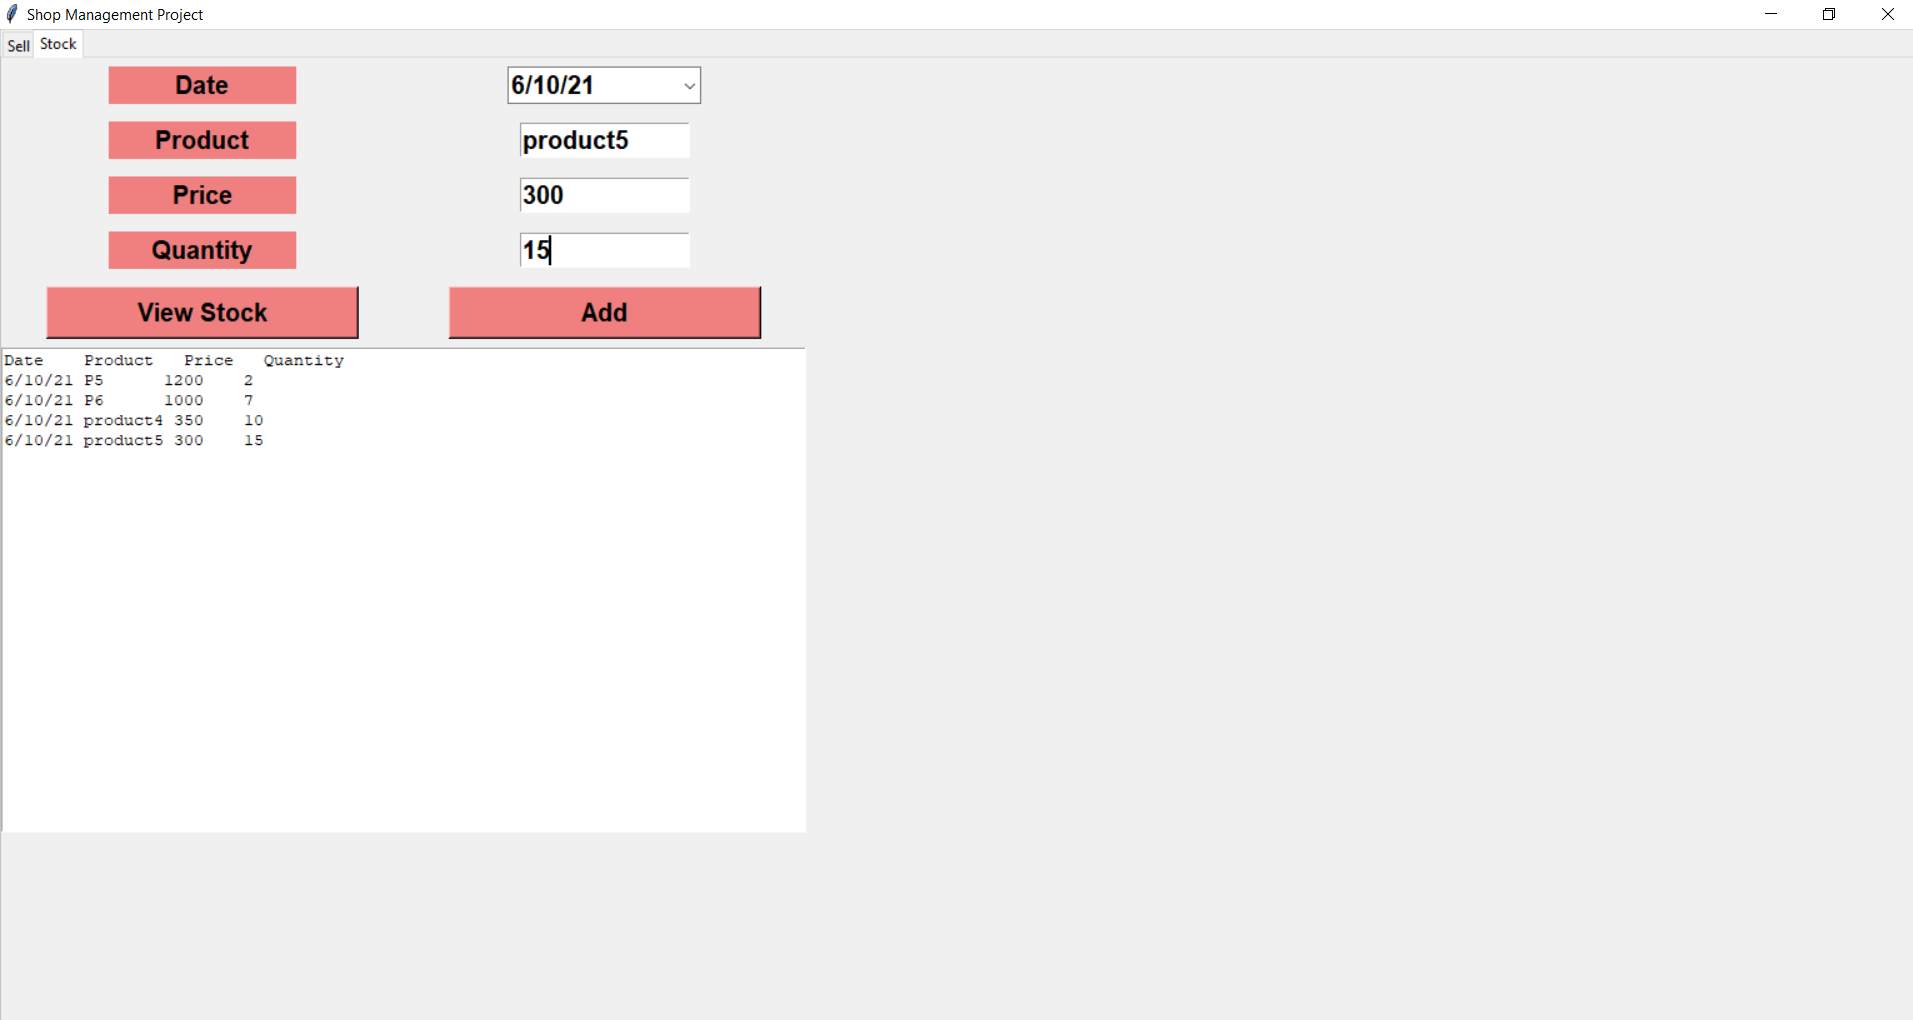 Shop Management Project
Sell Stock
Date 6/10/21
Product product5
Price 300
Quantity 15
View Stock Add
Date Product Price Quantity
6/10/21 P5 1200 2
6/10/21 P6 1000 7
6/10/21 product4 350 10
6/10/21 product5 300 15